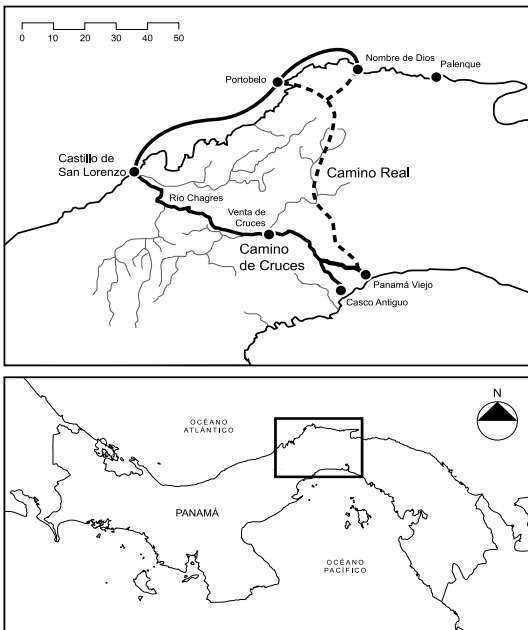 0 10 20 30 40 50
Nombre de Dios
Palenque
Portobelo
Castillo de
San Lorenzo
Camino Real
Río Chagres
Venta de
Cruces
Camino
de Cruces
Panamá Viejo
Casco Antiguo
N
OCÉANO
ATLÁNTICO
PANAMÁ
OCÉANO
PACÍFICO